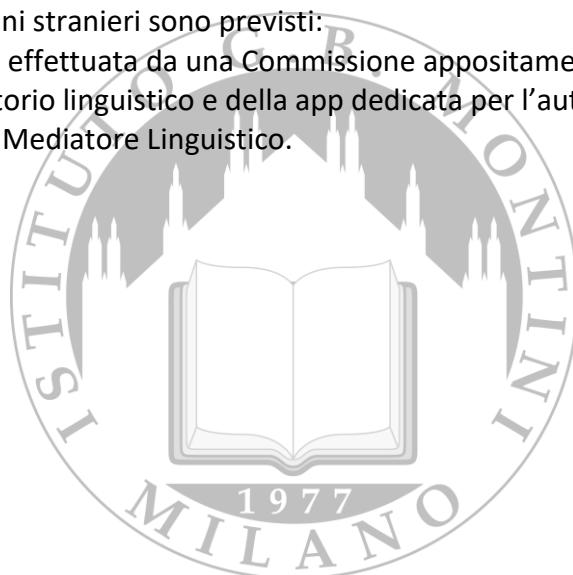 ni stranieri sono previsti:
effettuata da una Commissione appositame
torio linguistico e della app dedicata per l'aut
Mediatore Linguistico.
ISTITUTO G. B. MONTINI
1977
MILANO